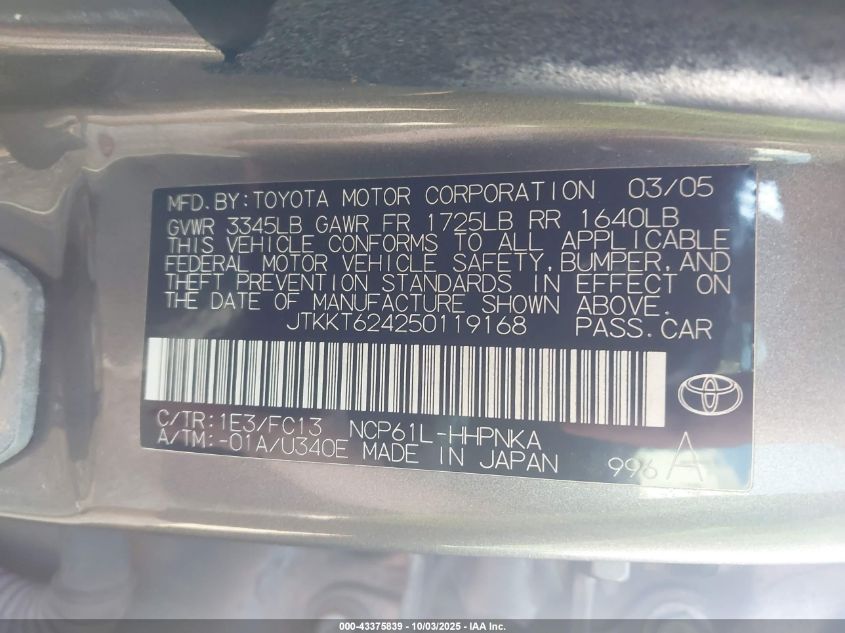 MFD. BY: TOYOTA MOTOR CORPORATION 03/05
GVWR 3345LB GAWR FR 1725LB RR 1640LB
THIS VEHICLE CONFORMS TO ALL APPLICABLE
FEDERAL MOTOR VEHICLE SAFETY, BUMPER, AND
THEFT PREVENTION STANDARDS IN EFFECT ON
THE DATE OF MANUFACTURE SHOWN ABOVE.
JTKKT624250119168 PASS. CAR
C/TR: 1E3/FC13 NCP61L-HHPNKA
A/TM: -01A/U340E MADE IN JAPAN 996 A
000-43375839 - 10/03/2025 - IAA Inc.